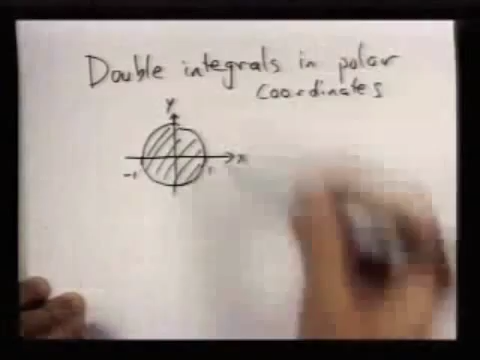 Double integrals in polar
coordinates
y
x
-1
1